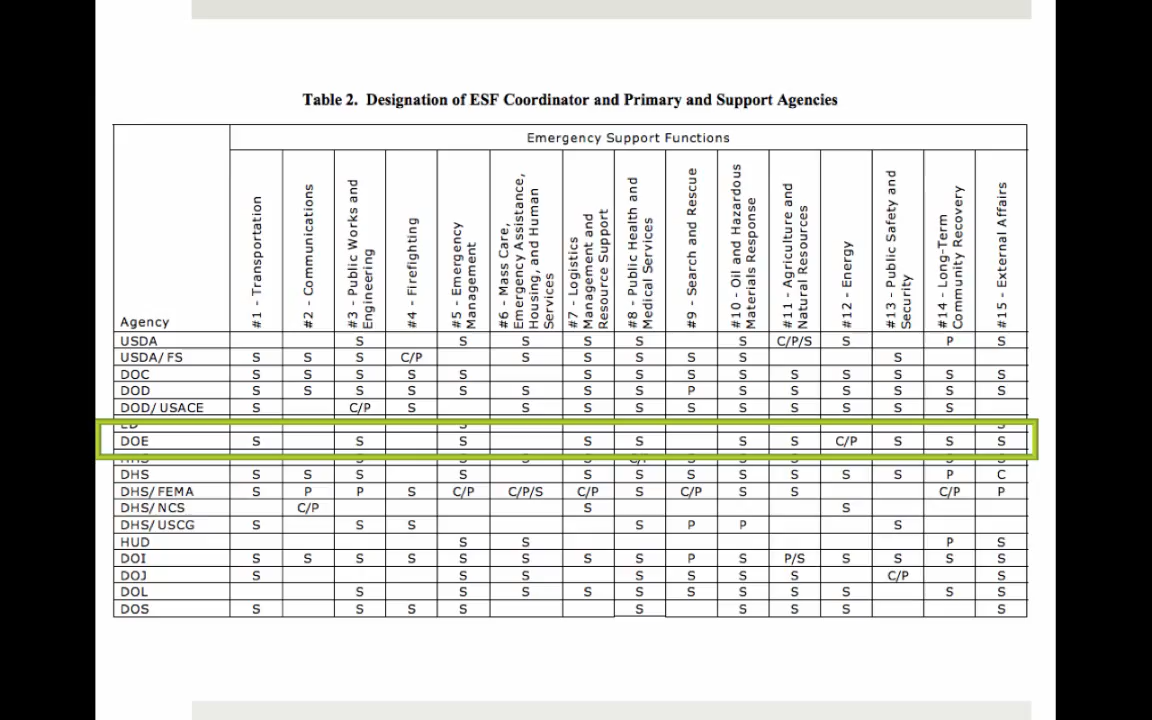 Table 2. Designation of ESF Coordinator and Primary and Support Agencies
Emergency Support Functions
Agency #1 - Transportation #2 - Communications #3 - Public Works and Engineering #4 - Firefighting #5 - Emergency Management #6 - Mass Care, Emergency Assistance, Housing, and Human Services #7 - Logistics Management and Resource Support #8 - Public Health and Medical Services #9 - Search and Rescue #10 - Oil and Hazardous Materials Response #11 - Agriculture and Natural Resources #12 - Energy #13 - Public Safety and Security #14 - Long-Term Community Recovery #15 - External Affairs
USDA S S S S S S C/P/S P S
USDA/FS S S S C/P S S S S S S
DOC S S S S S S S S S S S S S S
DOD S S S S S S S S P S S S S S S
DOD/USACE S C/P S S S S S S S S S S
DOE S S S S S S S C/P S S S
DHS S S S S S S S S S S S S S P C
DHS/FEMA S P P S C/P C/P/S C/P S C/P S S C/P P
DHS/NCS C/P S S
DHS/USCG S S S S P P S
HUD S S P S
DOI S S S S S S S S P S P/S S S S S
DOJ S S S S S S S C/P S
DOL S S S S S S S S S S S
DOS S S S S S S S S S